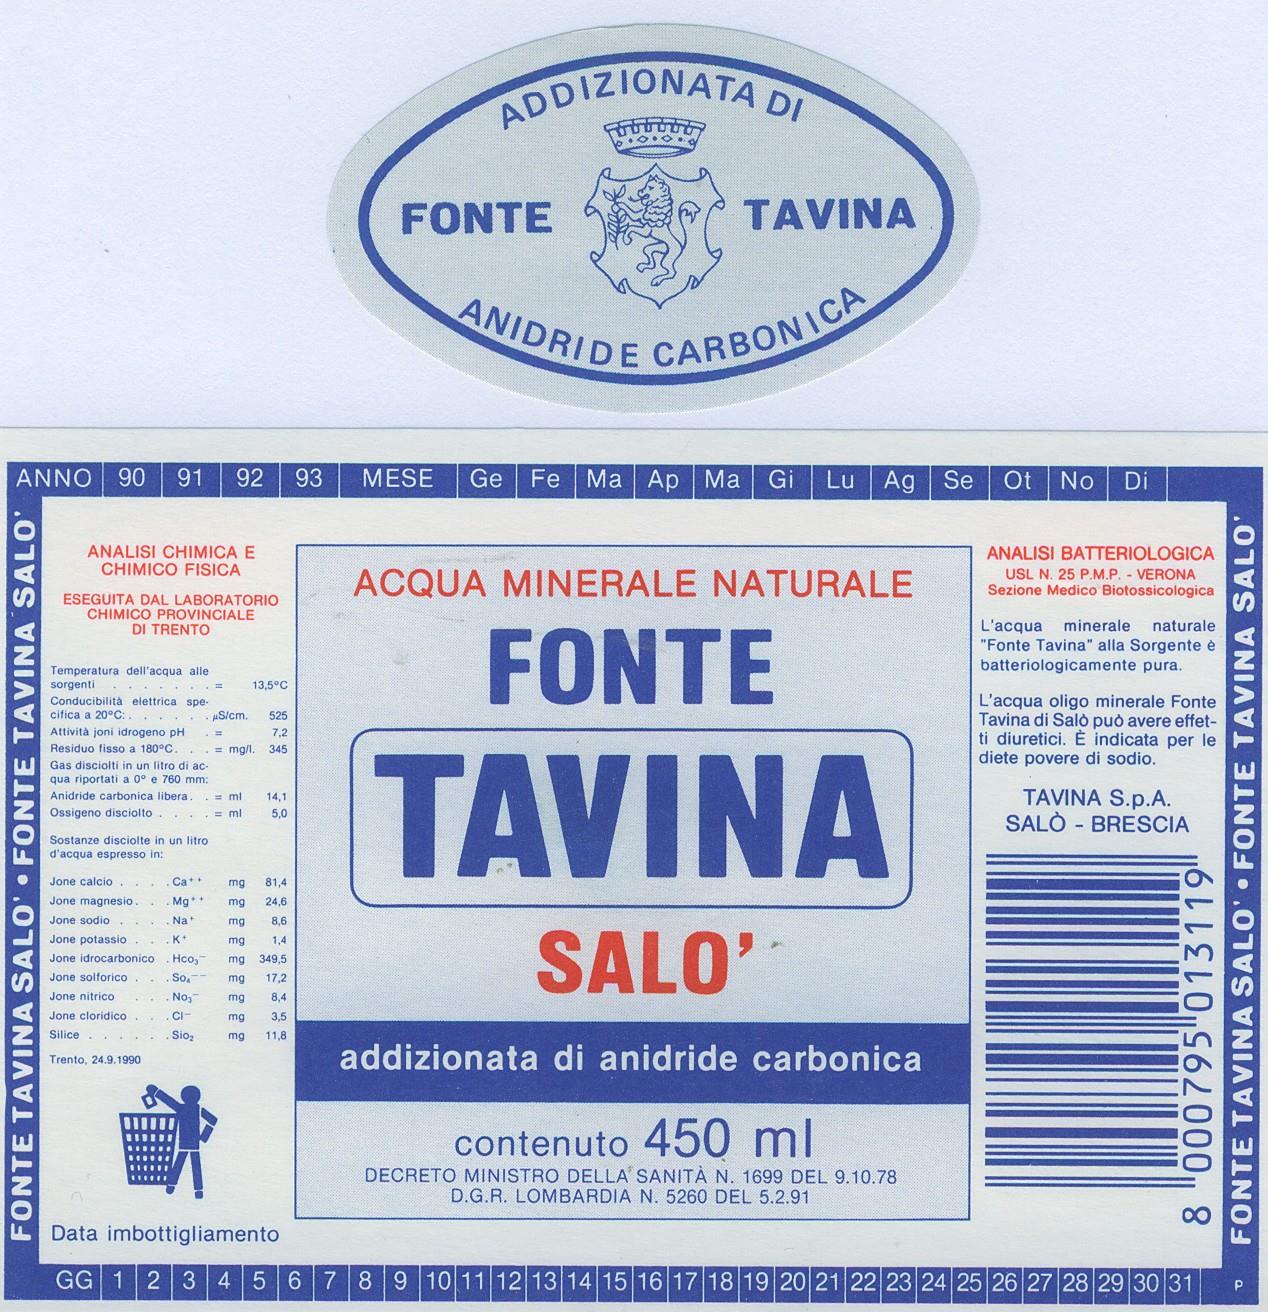 ADDIZIONATA DI
FONTE TAVINA
ANIDRIDE CARBONICA
ANNO 90 91 92 93 MESE Ge Fe Ma Ap Ma Gi Lu Ag Se Ot No Di
FONTE TAVINA SALO' • FONTE TAVINA SALO'
ANALISI CHIMICA E
CHIMICO FISICA
ESEGUITA DAL LABORATORIO
CHIMICO PROVINCIALE
DI TRENTO
Temperatura dell'acqua alle
sorgenti . . . . . . . = 13,5°C
Conducibilità elettrica spe-
cifica a 20°C: . . . . . . µS/cm. 525
Attività joni idrogeno pH . = 7,2
Residuo fisso a 180°C. . . = mg/l. 345
Gas disciolti in un litro di ac-
qua riportati a 0° e 760 mm:
Anidride carbonica libera. . = ml 14,1
Ossigeno disciolto . . . . = ml 5,0
Sostanze disciolte in un litro
d'acqua espresso in:
Jone calcio . . . . Ca⁺⁺ mg 81,4
Jone magnesio. . . Mg⁺⁺ mg 24,6
Jone sodio . . . . Na⁺ mg 8,6
Jone potassio . . . K⁺ mg 1,4
Jone idrocarbonico . Hco₃⁻ mg 349,5
Jone solforico . . . So₄⁻⁻ mg 17,2
Jone nitrico . . . No₃⁻ mg 8,4
Jone cloridico . . . Cl⁻ mg 3,5
Silice . . . . . . Sio₂ mg 11,8
Trento, 24.9.1990
Data imbottigliamento
ACQUA MINERALE NATURALE
FONTE
TAVINA
SALO'
addizionata di anidride carbonica
contenuto 450 ml
DECRETO MINISTRO DELLA SANITÀ N. 1699 DEL 9.10.78
D.G.R. LOMBARDIA N. 5260 DEL 5.2.91
ANALISI BATTERIOLOGICA
USL N. 25 P.M.P. - VERONA
Sezione Medico Biotossicologica
L'acqua minerale naturale
"Fonte Tavina" alla Sorgente è
batteriologicamente pura.
L'acqua oligo minerale Fonte
Tavina di Salò può avere effet-
ti diuretici. È indicata per le
diete povere di sodio.
TAVINA S.p.A.
SALÒ - BRESCIA
8 000795 013119
FONTE TAVINA SALO' • FONTE TAVINA SALO'
GG 1 2 3 4 5 6 7 8 9 10 11 12 13 14 15 16 17 18 19 20 21 22 23 24 25 26 27 28 29 30 31 P